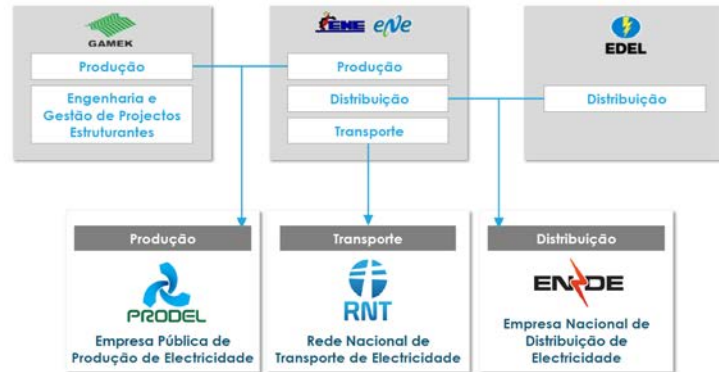 GAMEK
Produção
Engenharia e
Gestão de Projectos
Estruturantes
ENE eNe
Produção
Distribuição
Transporte
EDEL
Distribuição
Produção
PRODEL
Empresa Pública de
Produção de Electricidade
Transporte
RNT
Rede Nacional de
Transporte de Electricidade
Distribuição
ENDE
Empresa Nacional de
Distribuição de
Electricidade